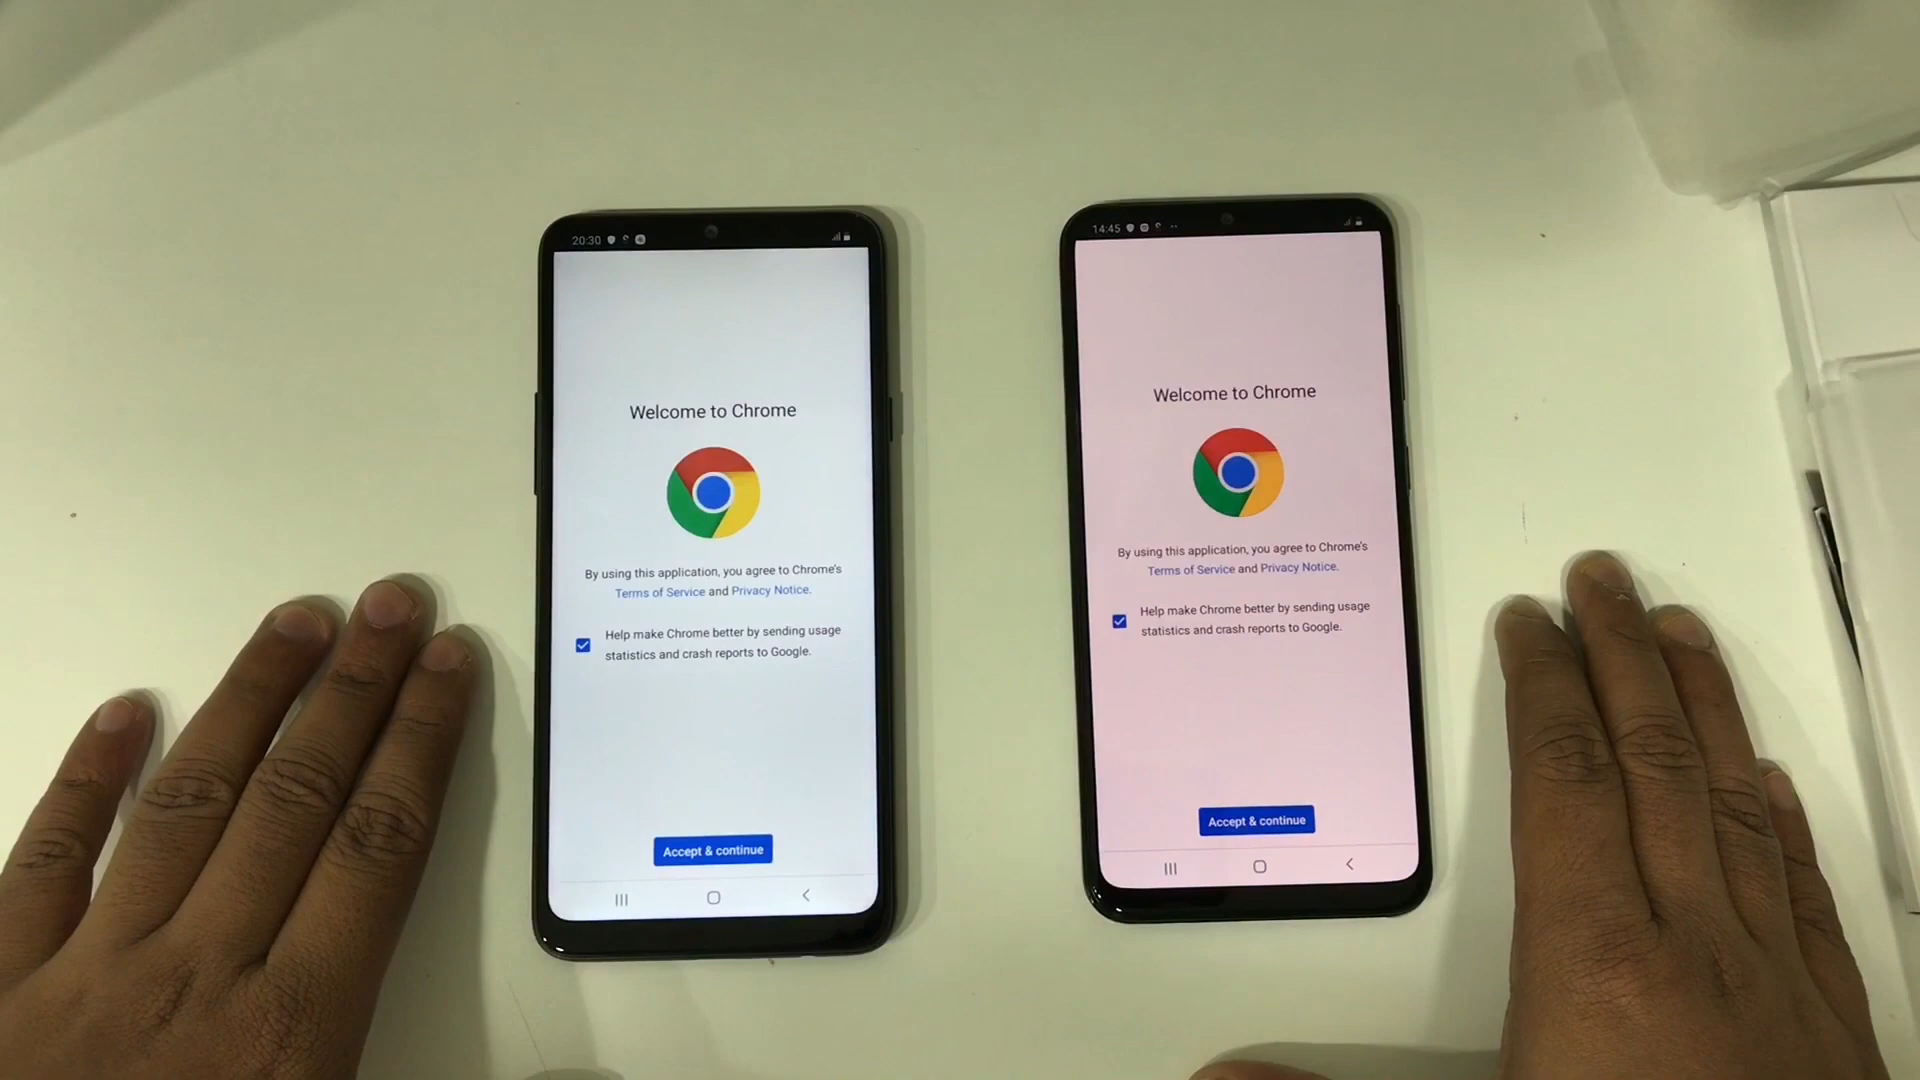 20:30
Welcome to Chrome
By using this application, you agree to Chrome's
Terms of Service and Privacy Notice.
Help make Chrome better by sending usage
statistics and crash reports to Google.
Accept & continue
14:45
Welcome to Chrome
By using this application, you agree to Chrome's
Terms of Service and Privacy Notice.
Help make Chrome better by sending usage
statistics and crash reports to Google.
Accept & continue